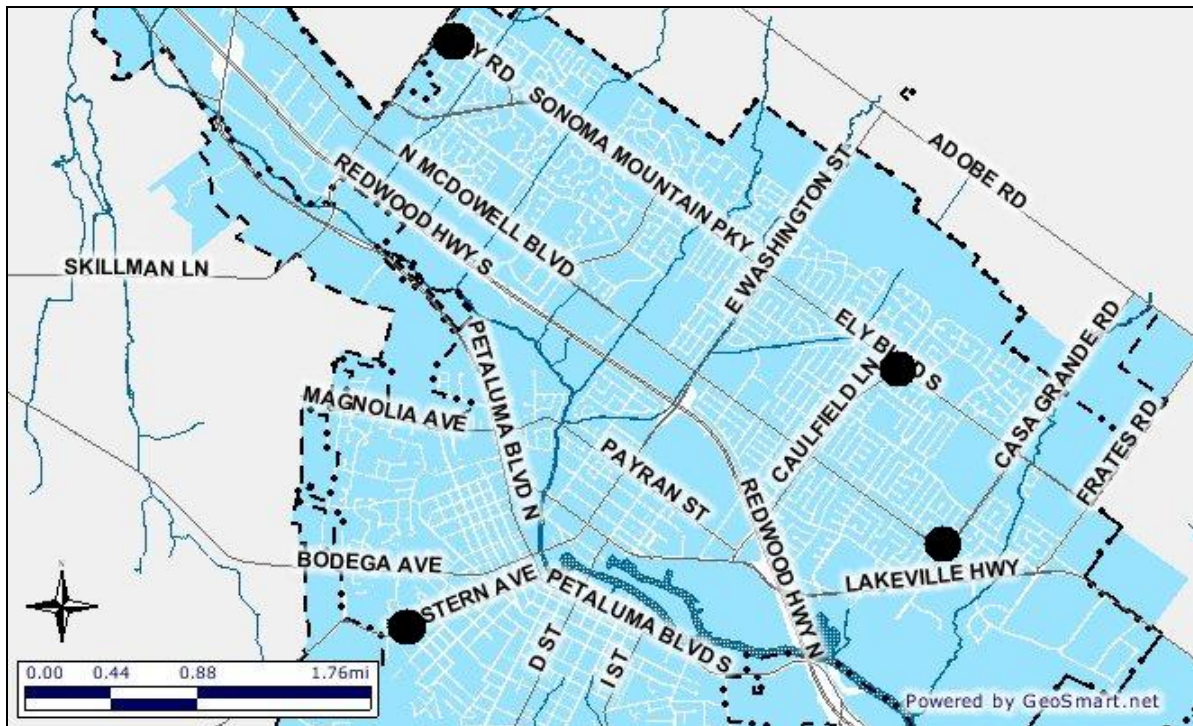 Y RD
SONOMA MOUNTAIN PKY
ADOBE RD
N MCDOWELL BLVD
REDWOOD HWY S
E WASHINGTON ST
SKILLMAN LN
PETALUMA BLVD N
ELY
S
CASA GRANDE RD
CAULFIELD LN
MAGNOLIA AVE
FRATES RD
PAYRAN ST
REDWOOD HWY N
BODEGA AVE
LAKEVILLE HWY
STERN AVE
PETALUMA BLVD S
D ST
I ST
N
0.00 0.44 0.88 1.76mi
Powered by GeoSmart.net